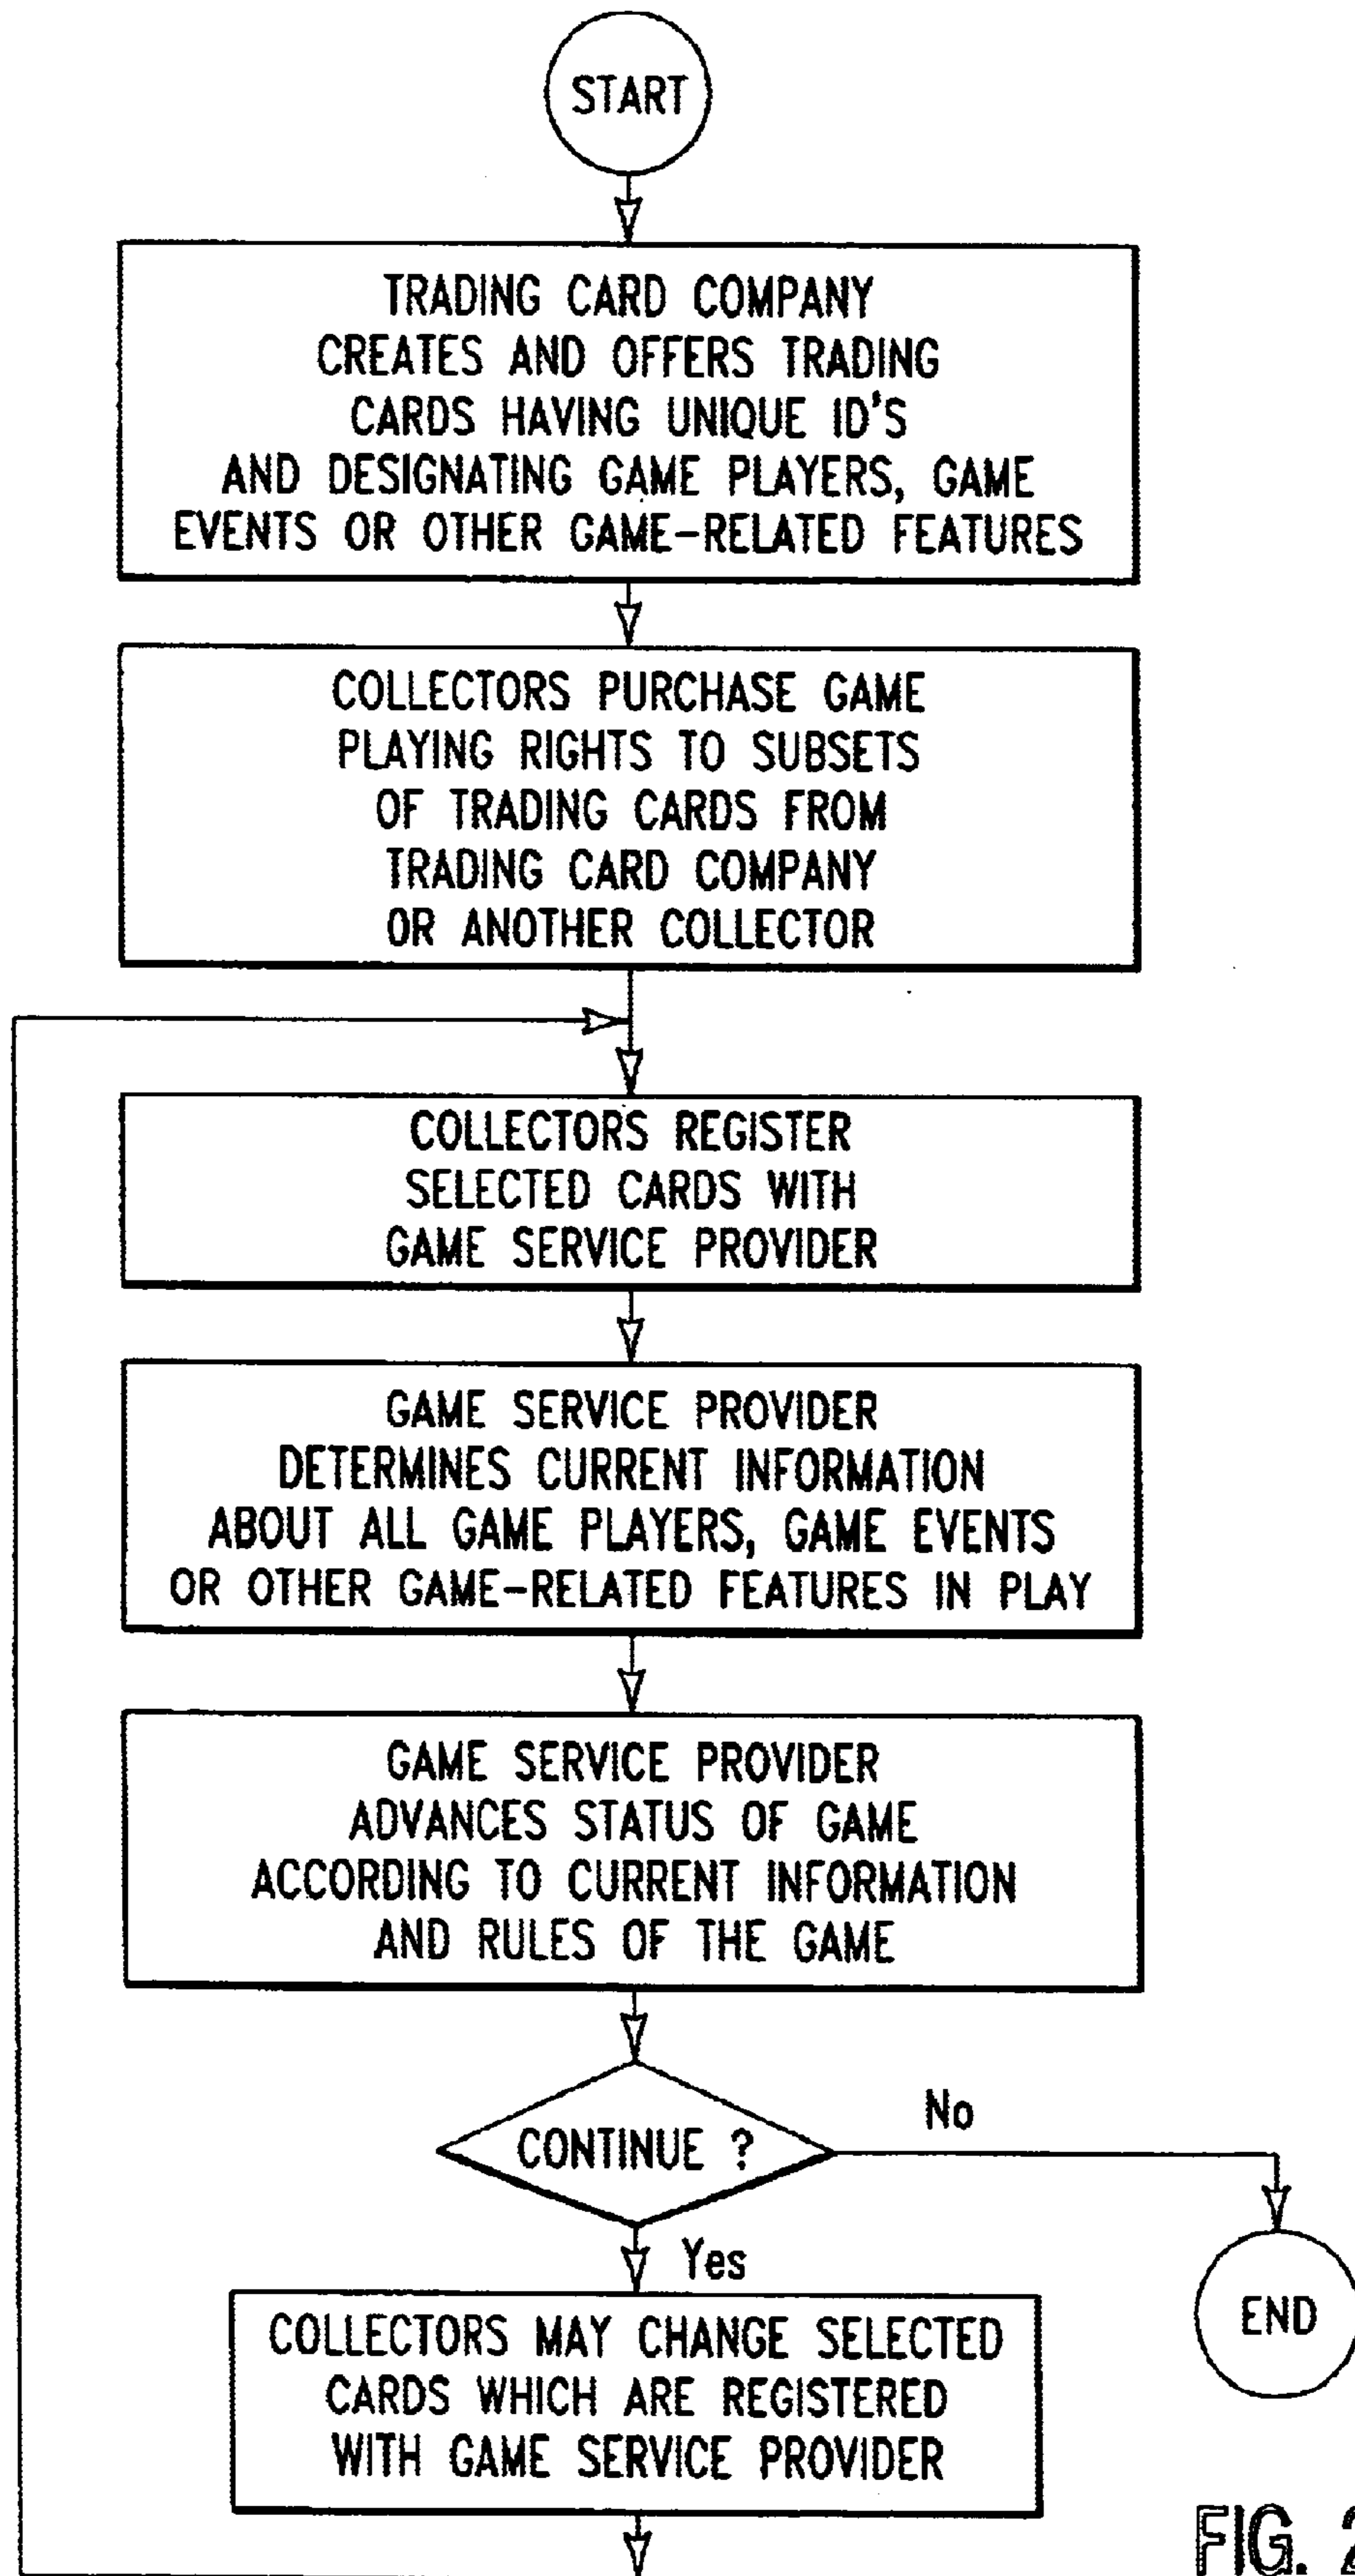 START
TRADING CARD COMPANY
CREATES AND OFFERS TRADING
CARDS HAVING UNIQUE ID'S
AND DESIGNATING GAME PLAYERS, GAME
EVENTS OR OTHER GAME-RELATED FEATURES
COLLECTORS PURCHASE GAME
PLAYING RIGHTS TO SUBSETS
OF TRADING CARDS FROM
TRADING CARD COMPANY
OR ANOTHER COLLECTOR
COLLECTORS REGISTER
SELECTED CARDS WITH
GAME SERVICE PROVIDER
GAME SERVICE PROVIDER
DETERMINES CURRENT INFORMATION
ABOUT ALL GAME PLAYERS, GAME EVENTS
OR OTHER GAME-RELATED FEATURES IN PLAY
GAME SERVICE PROVIDER
ADVANCES STATUS OF GAME
ACCORDING TO CURRENT INFORMATION
AND RULES OF THE GAME
CONTINUE ?
No
Yes
END
COLLECTORS MAY CHANGE SELECTED
CARDS WHICH ARE REGISTERED
WITH GAME SERVICE PROVIDER
FIG. 2